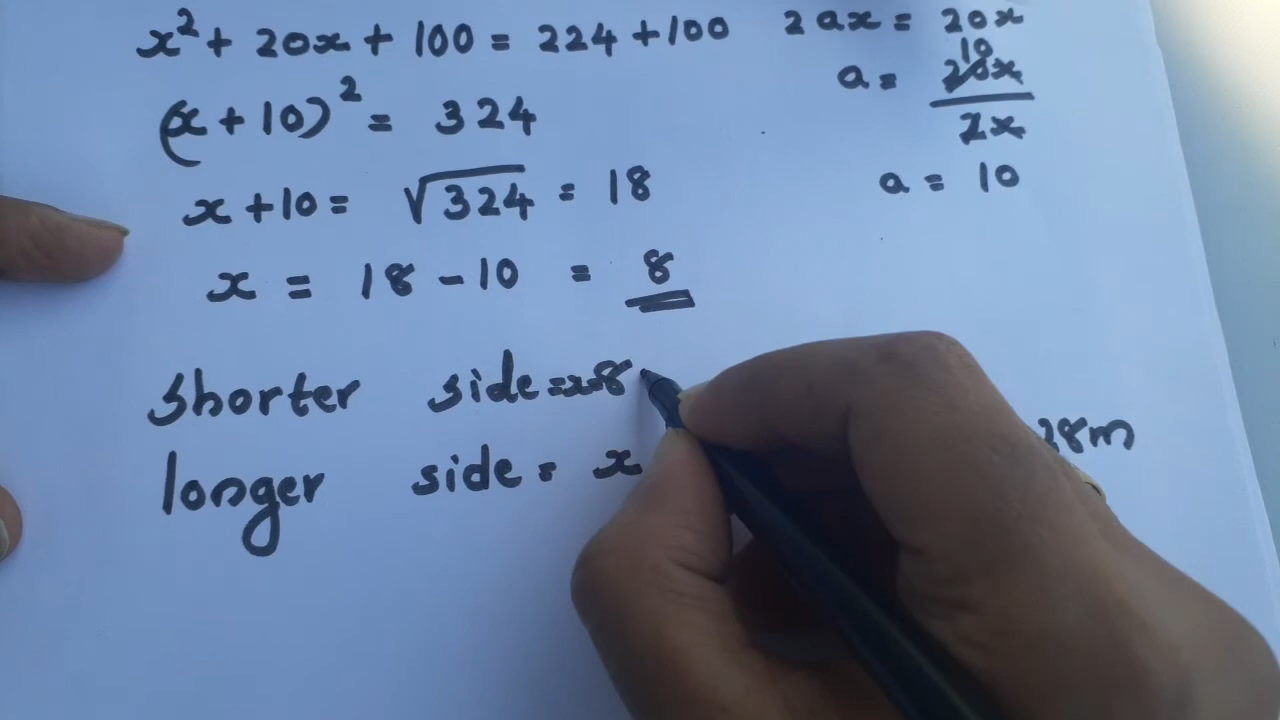 x² + 20x + 100 = 224 + 100
(x + 10)² = 324
x + 10 = √324 = 18
x = 18 - 10 = 8
shorter side = x = 8
longer side = x 28m
2ax = 20x
10
a = 20x / 2x
a = 10